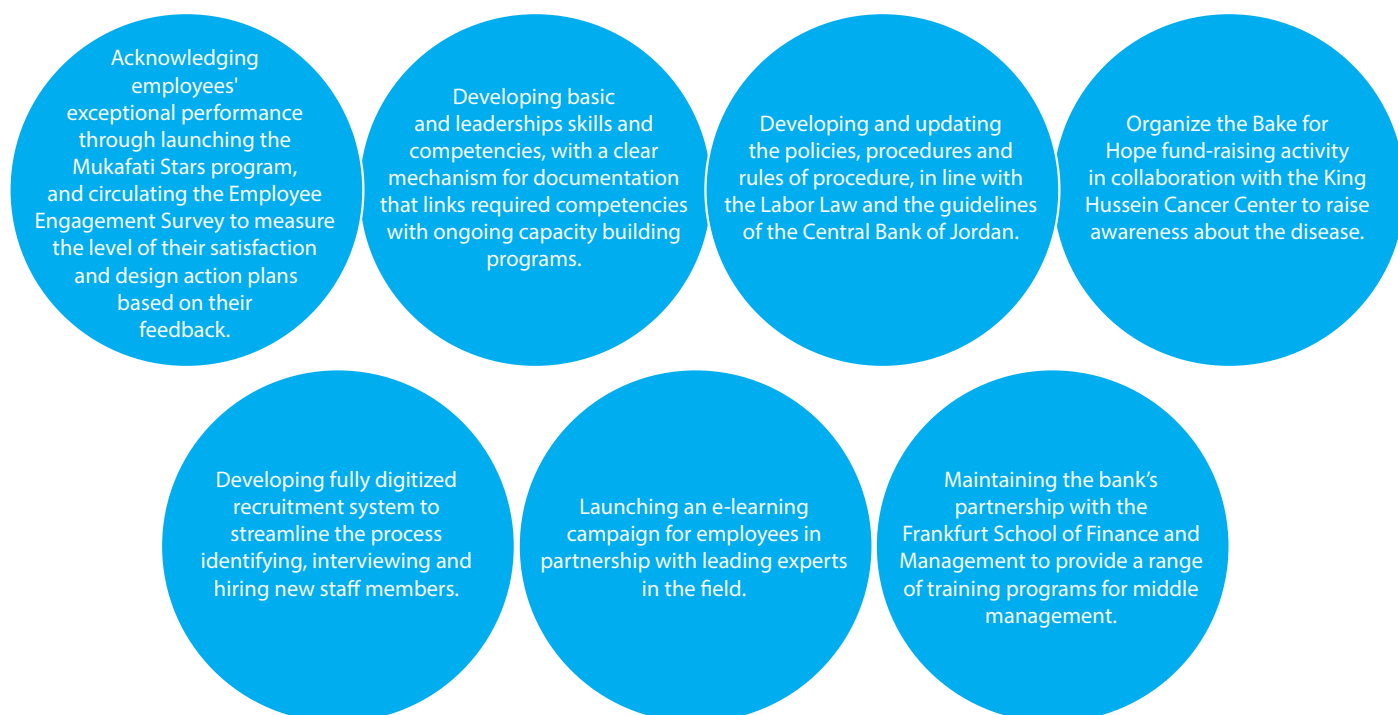 Acknowledging
employees'
exceptional performance
through launching the
Mukafati Stars program,
and circulating the Employee
Engagement Survey to measure
the level of their satisfaction
and design action plans
based on their
feedback.
Developing basic
and leaderships skills and
competencies, with a clear
mechanism for documentation
that links required competencies
with ongoing capacity building
programs.
Developing and updating
the policies, procedures and
rules of procedure, in line with
the Labor Law and the guidelines
of the Central Bank of Jordan.
Organize the Bake for
Hope fund-raising activity
in collaboration with the King
Hussein Cancer Center to raise
awareness about the disease.
Developing fully digitized
recruitment system to
streamline the process
identifying, interviewing and
hiring new staff members.
Launching an e-learning
campaign for employees in
partnership with leading experts
in the field.
Maintaining the bank’s
partnership with the
Frankfurt School of Finance and
Management to provide a range
of training programs for middle
management.